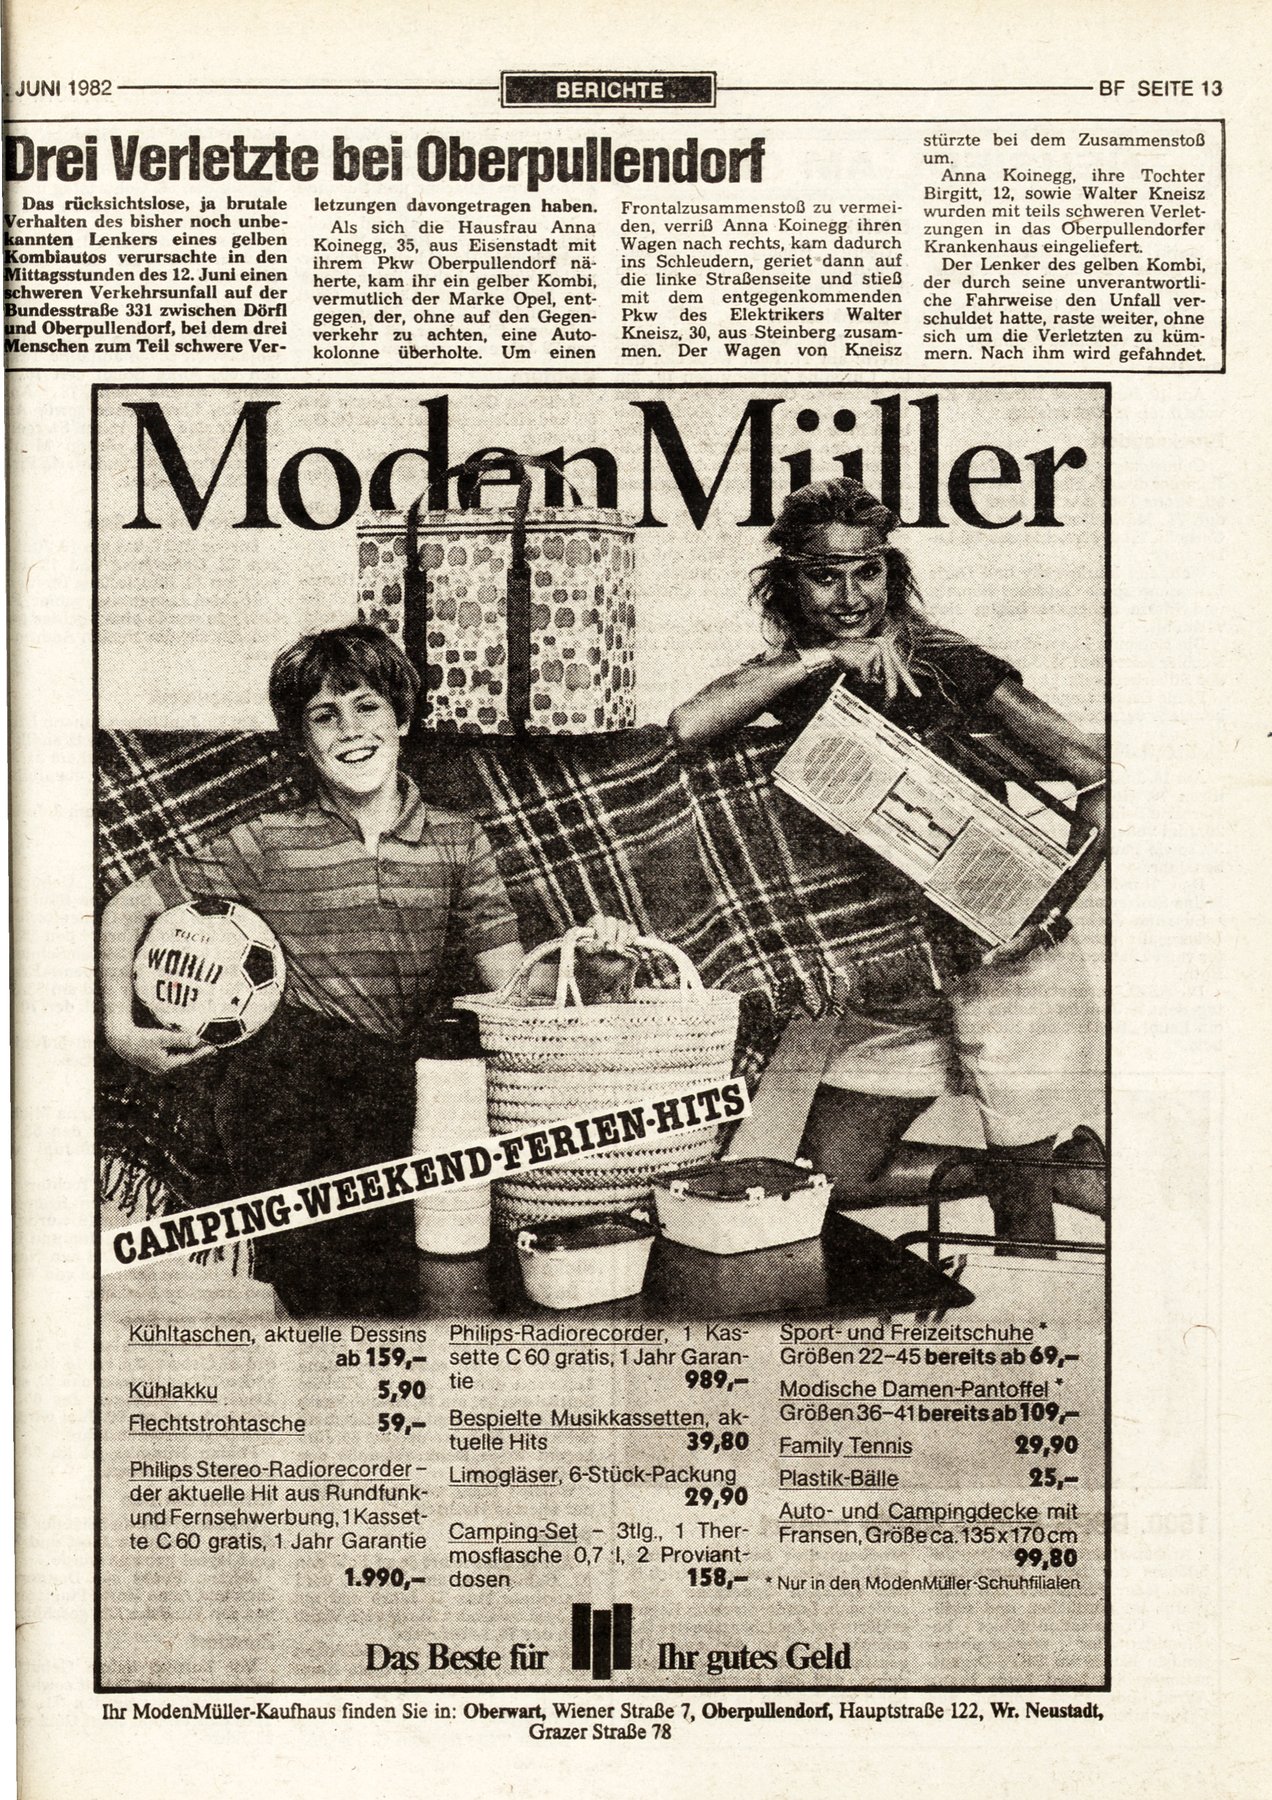 . JUNI 1982
BERICHTE
BF SEITE 13
Drei Verletzte bei Oberpullendorf
Das rücksichtslose, ja brutale
Verhalten des bisher noch unbe-
kannten Lenkers eines gelben
Kombiautos verursachte in den
Mittagsstunden des 12. Juni einen
schweren Verkehrsunfall auf der
Bundesstraße 331 zwischen Dörfl
und Oberpullendorf, bei dem drei
Menschen zum Teil schwere Ver-
letzungen davongetragen haben.
Als sich die Hausfrau Anna
Koinegg, 35, aus Eisenstadt mit
ihrem Pkw Oberpullendorf nä-
herte, kam ihr ein gelber Kombi,
vermutlich der Marke Opel, ent-
gegen, der, ohne auf den Gegen-
verkehr zu achten, eine Auto-
kolonne überholte. Um einen
Frontalzusammenstoß zu vermei-
den, verriß Anna Koinegg ihren
Wagen nach rechts, kam dadurch
ins Schleudern, geriet dann auf
die linke Straßenseite und stieß
mit dem entgegenkommenden
Pkw des Elektrikers Walter
Kneisz, 30, aus Steinberg zusam-
men. Der Wagen von Kneisz
stürzte bei dem Zusammenstoß
um.
Anna Koinegg, ihre Tochter
Birgitt, 12, sowie Walter Kneisz
wurden mit teils schweren Verlet-
zungen in das Oberpullendorfer
Krankenhaus eingeliefert.
Der Lenker des gelben Kombi,
der durch seine unverantwortli-
che Fahrweise den Unfall ver-
schuldet hatte, raste weiter, ohne
sich um die Verletzten zu küm-
mern. Nach ihm wird gefahndet.
ModenMüller
WORLD
CUP
CAMPING·WEEKEND·FERIEN·HITS
Kühltaschen, aktuelle Dessins
ab 159,–
Kühlakku 5,90
Flechtstrohtasche 59,–
Philips Stereo-Radiorecorder –
der aktuelle Hit aus Rundfunk-
und Fernsehwerbung, 1 Kasset-
te C 60 gratis, 1 Jahr Garantie
1.990,–
Philips-Radiorecorder, 1 Kas-
sette C 60 gratis, 1 Jahr Garan-
tie 989,–
Bespielte Musikkassetten, ak-
tuelle Hits 39,80
Limogläser, 6-Stück-Packung
29,90
Camping-Set – 3tlg., 1 Ther-
mosflasche 0,7 l, 2 Proviant-
dosen 158,–
Sport- und Freizeitschuhe *
Größen 22–45 bereits ab 69,–
Modische Damen-Pantoffel *
Größen 36–41 bereits ab 109,–
Family Tennis 29,90
Plastik-Bälle 25,–
Auto- und Campingdecke mit
Fransen, Größe ca. 135x170cm
99,80
* Nur in den ModenMüller-Schuhfilialen
Das Beste für Ihr gutes Geld
Ihr ModenMüller-Kaufhaus finden Sie in: Oberwart, Wiener Straße 7, Oberpullendorf, Hauptstraße 122, Wr. Neustadt,
Grazer Straße 78